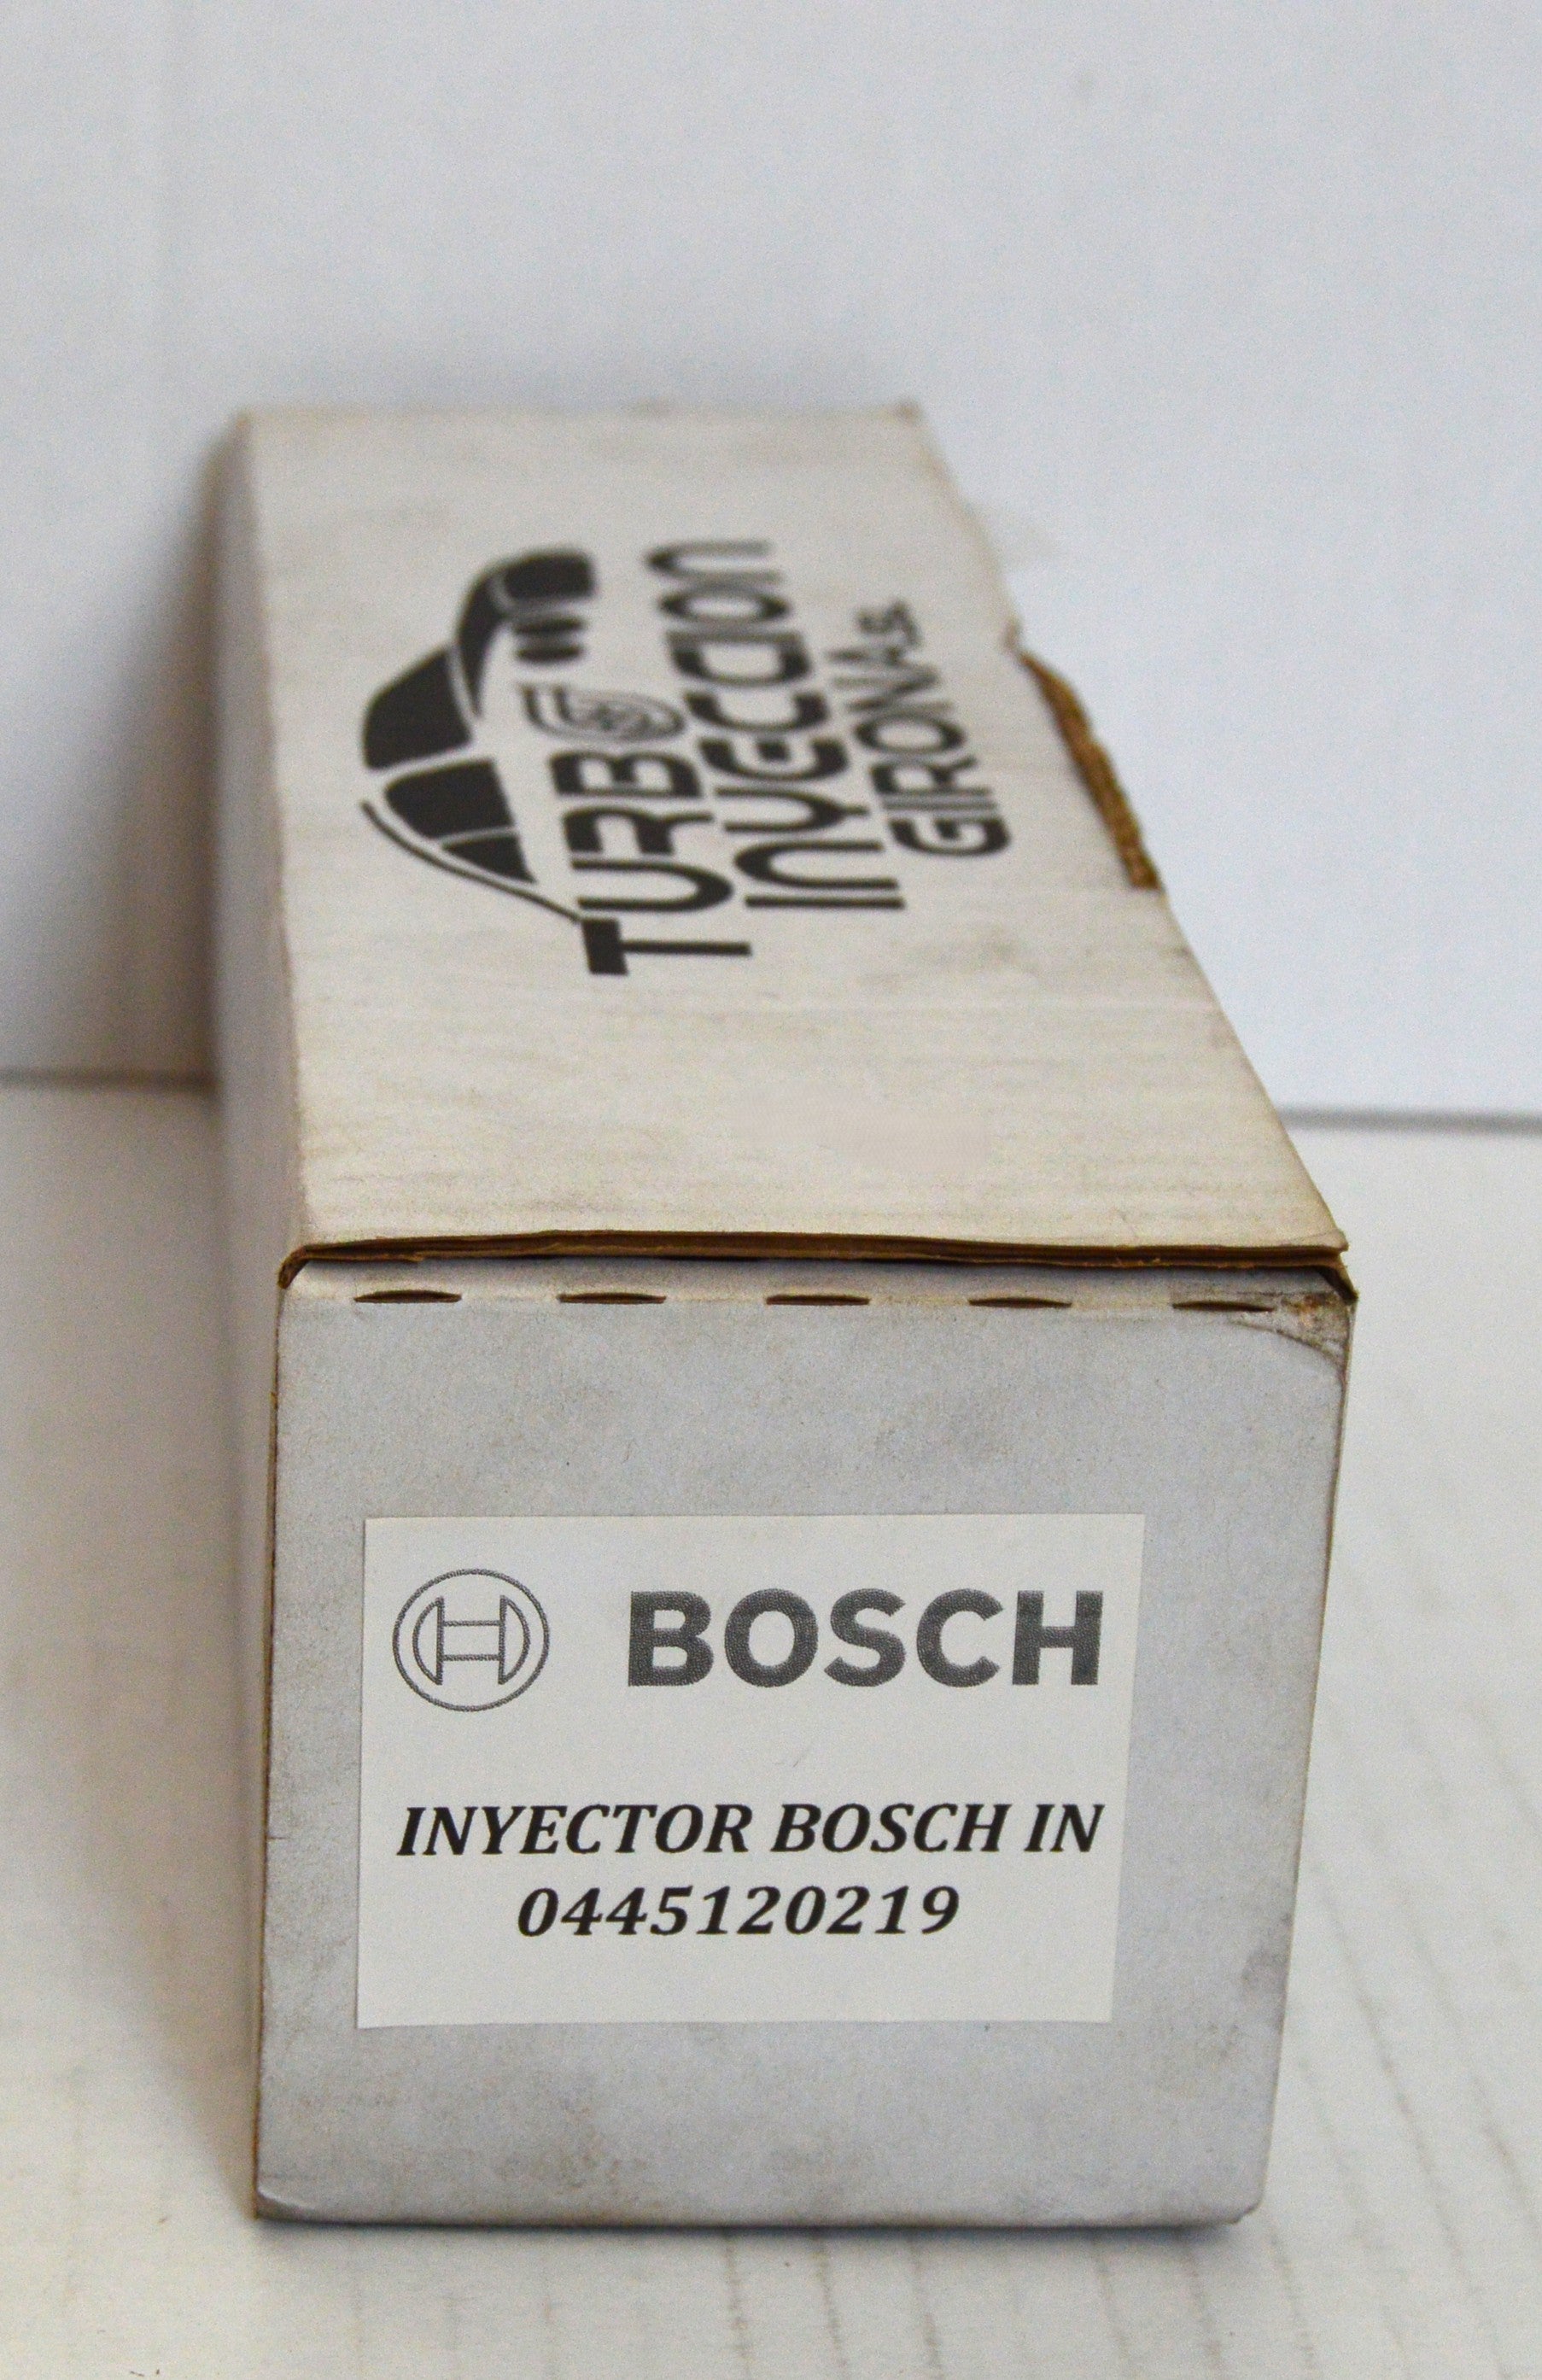 TURBO
INYECCION
GIRONA S.L.
BOSCH
INYECTOR BOSCH IN
0445120219